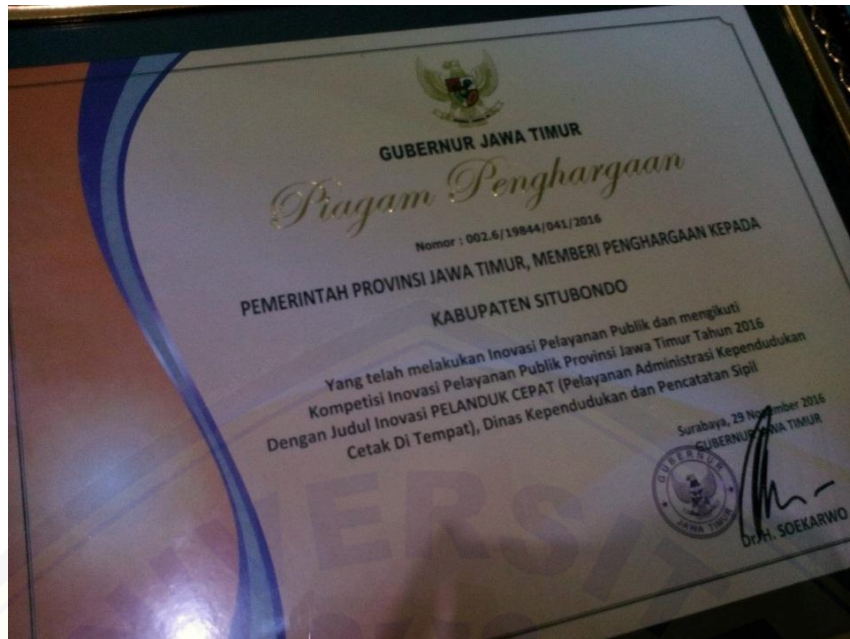 GUBERNUR JAWA TIMUR
Piagam Penghargaan
Nomor : 002.6/19844/041/2016
PEMERINTAH PROVINSI JAWA TIMUR, MEMBERI PENGHARGAAN KEPADA
KABUPATEN SITUBONDO
Yang telah melakukan Inovasi Pelayanan Publik dan mengikuti
Kompetisi Inovasi Pelayanan Publik Provinsi Jawa Timur Tahun 2016
Dengan Judul Inovasi PELANDUK CEPAT (Pelayanan Administrasi Kependudukan
Cetak Di Tempat), Dinas Kependudukan dan Pencatatan Sipil
Surabaya, 29 November 2016
GUBERNUR JAWA TIMUR
GUBERNUR
JAWA TIMUR
Dr. H. SOEKARWO